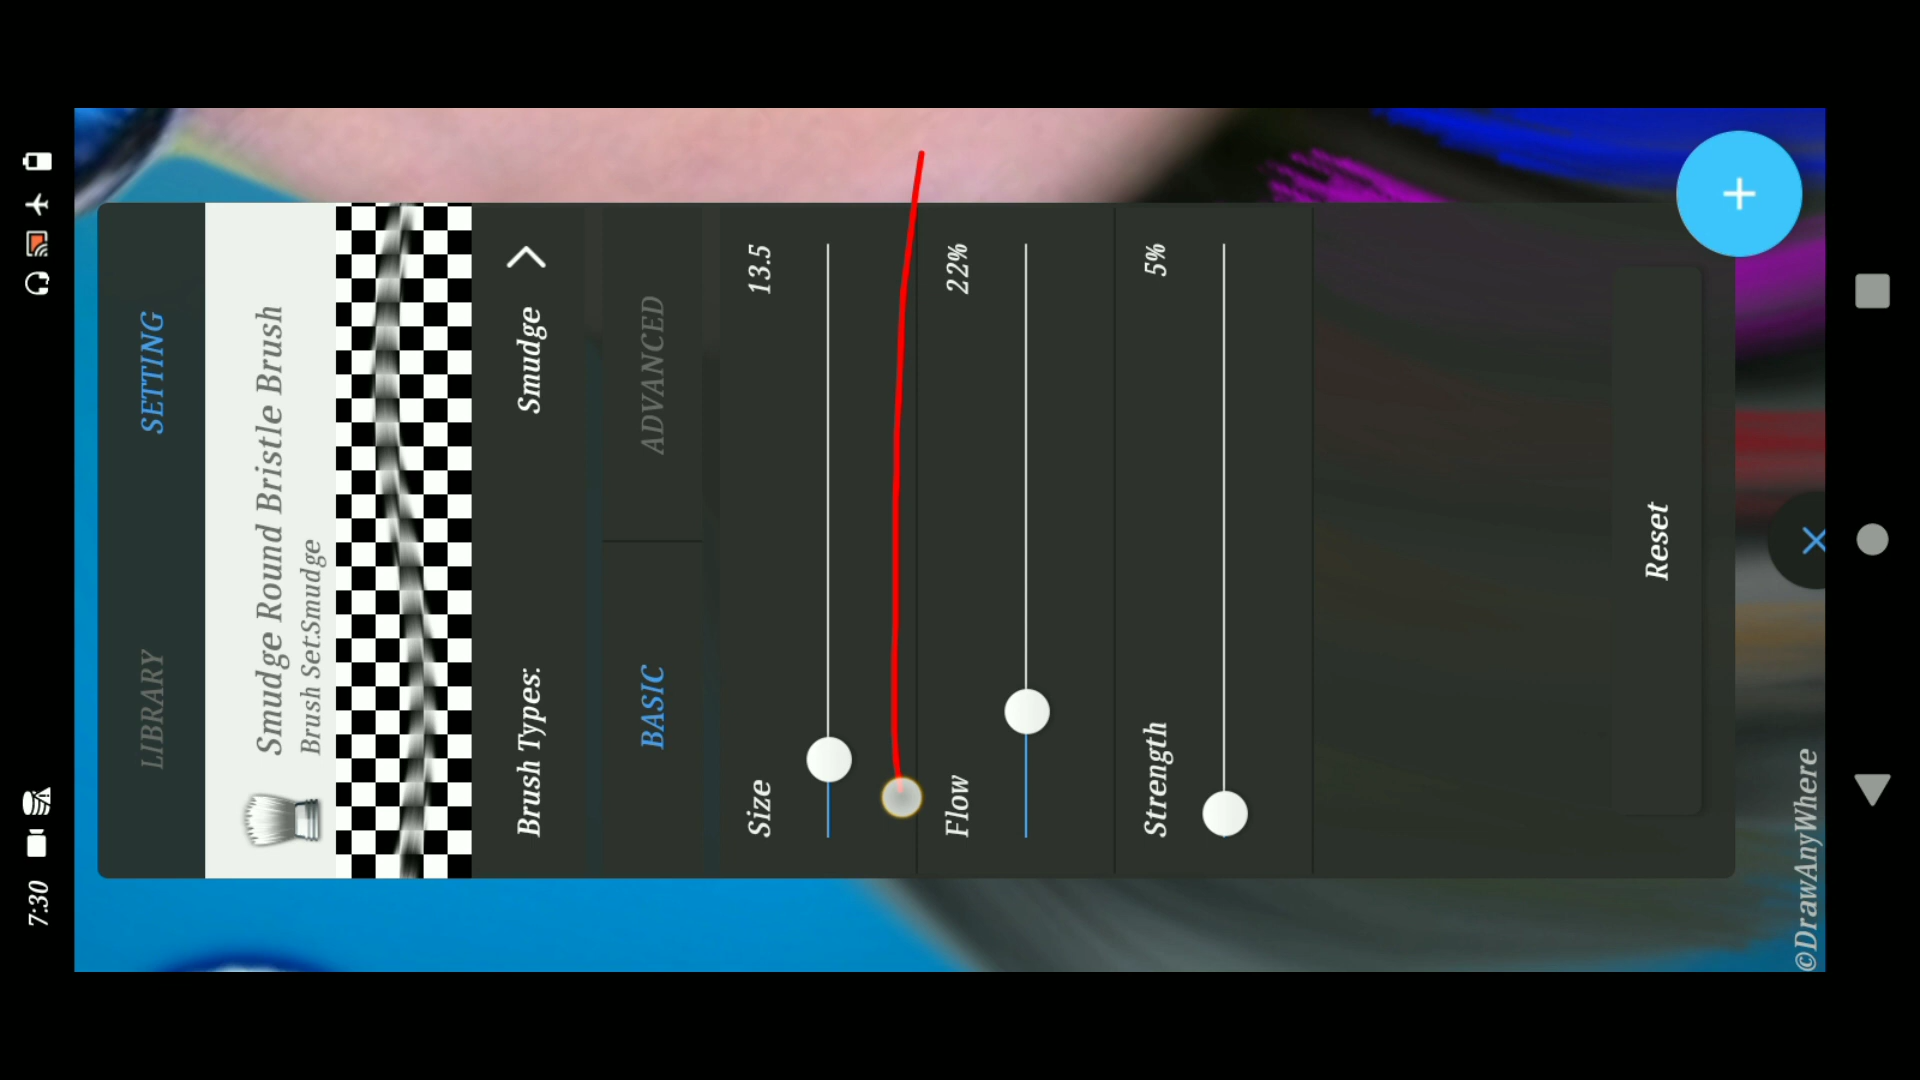 7:30
LIBRARY SETTING
Smudge Round Bristle Brush
Brush Set:Smudge
Brush Types: Smudge
BASIC ADVANCED
Size 13.5
Flow 22%
Strength 5%
Reset
©DrawAnyWhere